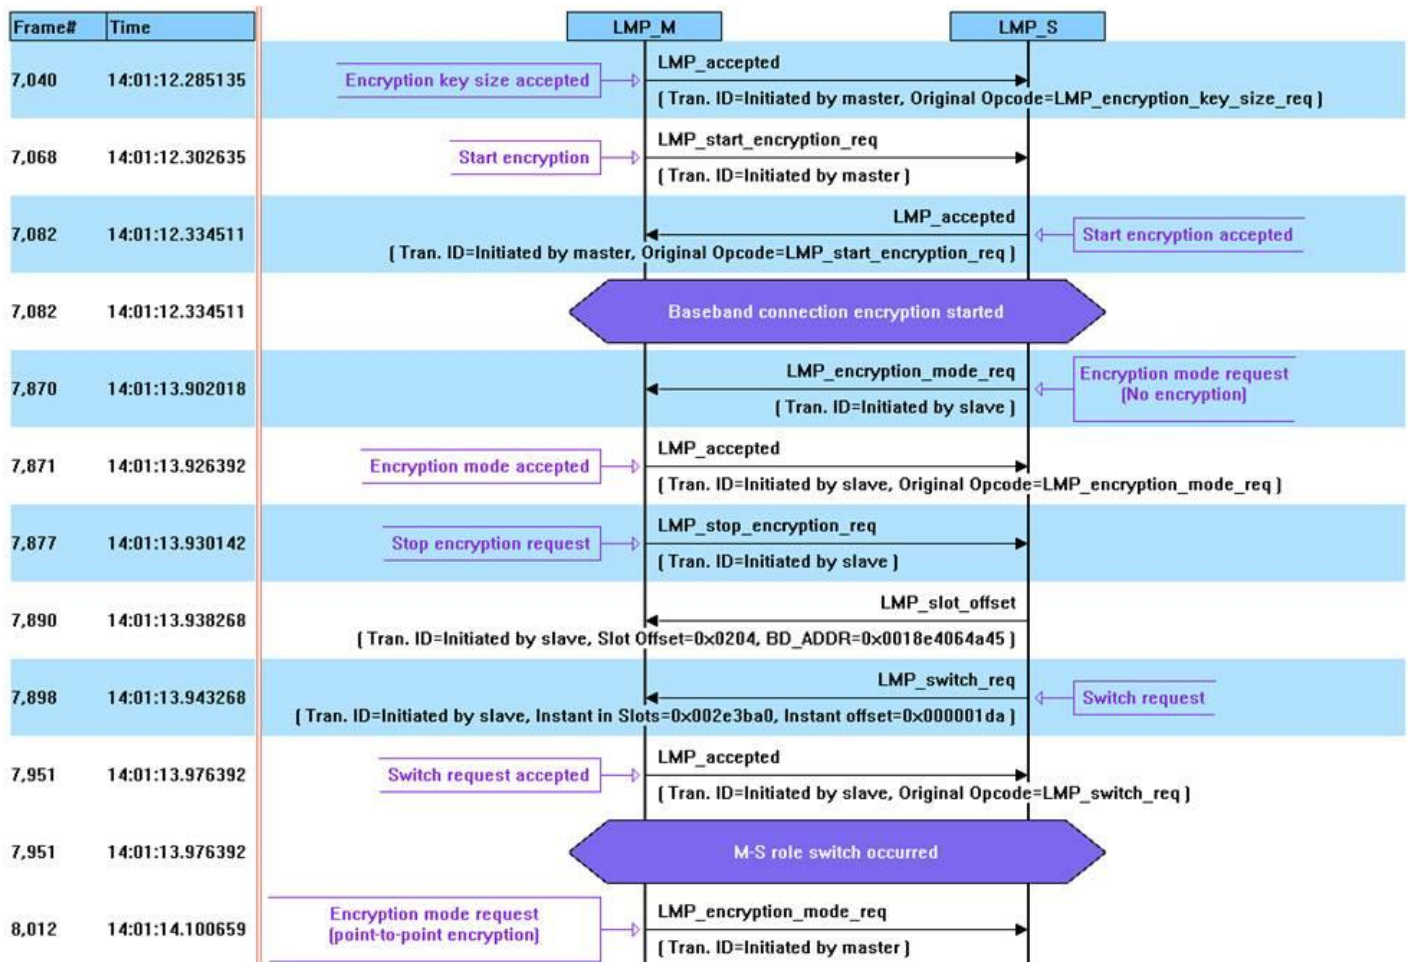 Frame# Time LMP_M LMP_S
LMP_accepted
7,040 14:01:12.285135 Encryption key size accepted
(Tran. ID=Initiated by master, Original Opcode=LMP_encryption_key_size_req)
LMP_start_encryption_req
7,068 14:01:12.302635 Start encryption
(Tran. ID=Initiated by master)
LMP_accepted
7,082 14:01:12.334511 Start encryption accepted
(Tran. ID=Initiated by master, Original Opcode=LMP_start_encryption_req)
7,082 14:01:12.334511 Baseband connection encryption started
LMP_encryption_mode_req
7,870 14:01:13.902018 Encryption mode request
(No encryption)
(Tran. ID=Initiated by slave)
LMP_accepted
7,871 14:01:13.926392 Encryption mode accepted
(Tran. ID=Initiated by slave, Original Opcode=LMP_encryption_mode_req)
LMP_stop_encryption_req
7,877 14:01:13.930142 Stop encryption request
(Tran. ID=Initiated by slave)
LMP_slot_offset
7,890 14:01:13.938268
(Tran. ID=Initiated by slave, Slot Offset=0x0204, BD_ADDR=0x0018e4064a45)
LMP_switch_req
7,898 14:01:13.943268 Switch request
(Tran. ID=Initiated by slave, Instant in Slots=0x002e3ba0, Instant offset=0x000001da)
LMP_accepted
7,951 14:01:13.976392 Switch request accepted
(Tran. ID=Initiated by slave, Original Opcode=LMP_switch_req)
7,951 14:01:13.976392 M-S role switch occurred
LMP_encryption_mode_req
8,012 14:01:14.100659 Encryption mode request
(point-to-point encryption)
(Tran. ID=Initiated by master)